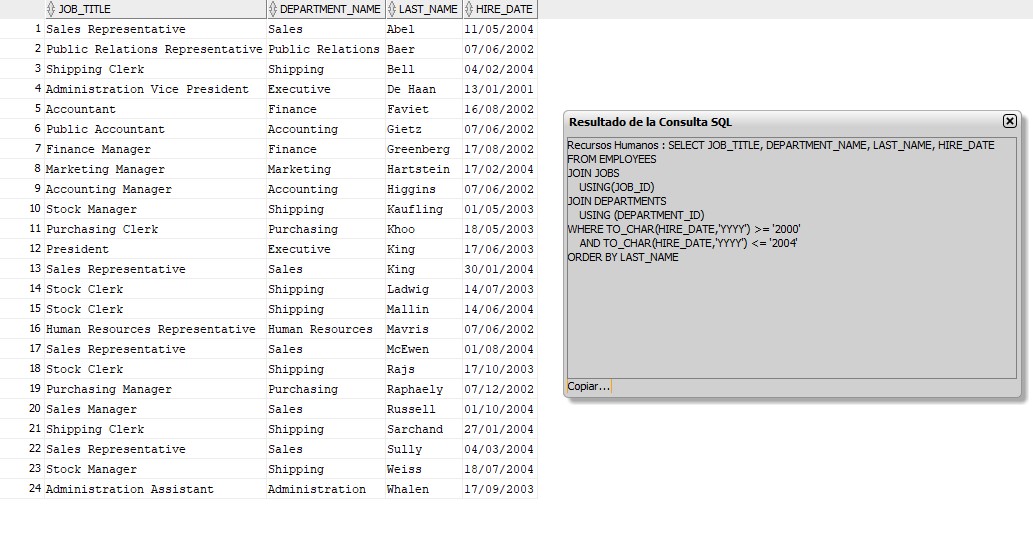 JOB_TITLE DEPARTMENT_NAME LAST_NAME HIRE_DATE
1 Sales Representative Sales Abel 11/05/2004
2 Public Relations Representative Public Relations Baer 07/06/2002
3 Shipping Clerk Shipping Bell 04/02/2004
4 Administration Vice President Executive De Haan 13/01/2001
5 Accountant Finance Faviet 16/08/2002
6 Public Accountant Accounting Gietz 07/06/2002
7 Finance Manager Finance Greenberg 17/08/2002
8 Marketing Manager Marketing Hartstein 17/02/2004
9 Accounting Manager Accounting Higgins 07/06/2002
10 Stock Manager Shipping Kaufling 01/05/2003
11 Purchasing Clerk Purchasing Khoo 18/05/2003
12 President Executive King 17/06/2003
13 Sales Representative Sales King 30/01/2004
14 Stock Clerk Shipping Ladwig 14/07/2003
15 Stock Clerk Shipping Mallin 14/06/2004
16 Human Resources Representative Human Resources Mavris 07/06/2002
17 Sales Representative Sales McEwen 01/08/2004
18 Stock Clerk Shipping Rajs 17/10/2003
19 Purchasing Manager Purchasing Raphaely 07/12/2002
20 Sales Manager Sales Russell 01/10/2004
21 Shipping Clerk Shipping Sarchand 27/01/2004
22 Sales Representative Sales Sully 04/03/2004
23 Stock Manager Shipping Weiss 18/07/2004
24 Administration Assistant Administration Whalen 17/09/2003
Resultado de la Consulta SQL
Recursos Humanos : SELECT JOB_TITLE, DEPARTMENT_NAME, LAST_NAME, HIRE_DATE
FROM EMPLOYEES
JOIN JOBS
USING(JOB_ID)
JOIN DEPARTMENTS
USING (DEPARTMENT_ID)
WHERE TO_CHAR(HIRE_DATE,'YYYY') >= '2000'
AND TO_CHAR(HIRE_DATE,'YYYY') <= '2004'
ORDER BY LAST_NAME
Copiar...